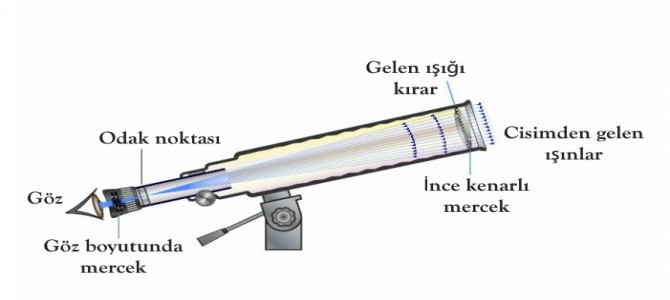 Gelen ışığı
kırar
Odak noktası
Cisimden gelen
ışınlar
İnce kenarlı
mercek
Göz
Göz boyutunda
mercek